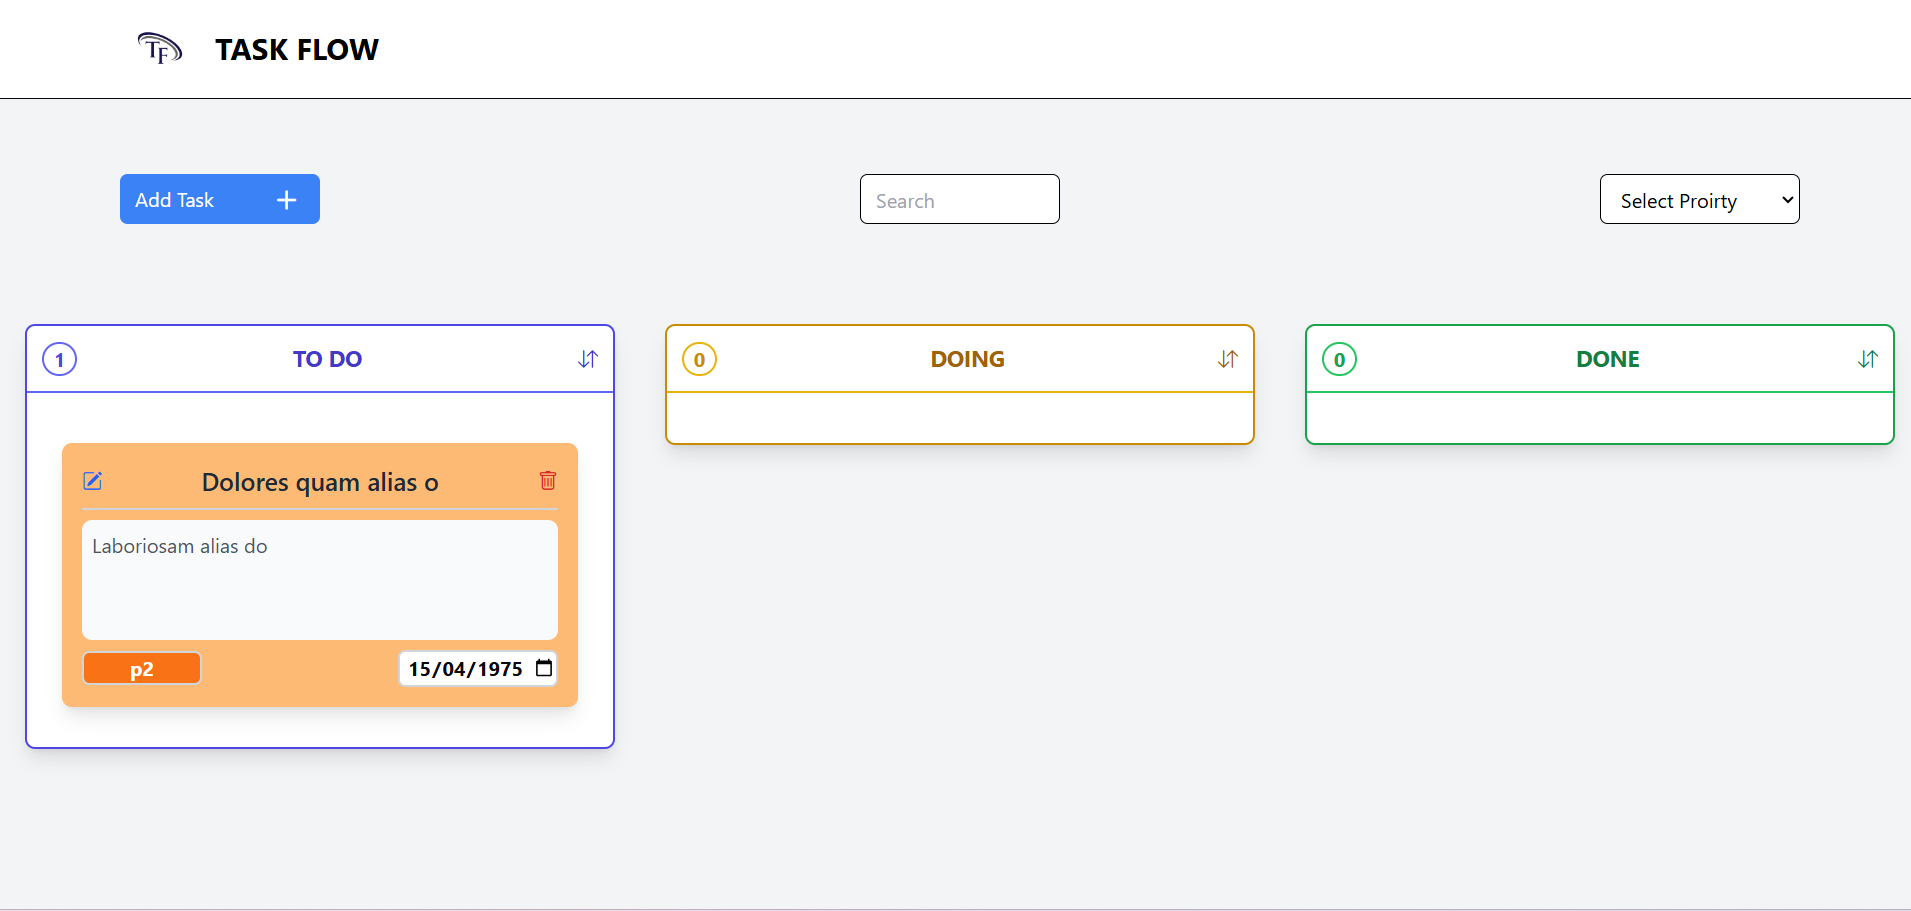 TF TASK FLOW
Add Task
Search
Select Proirty
1 TO DO
0 DOING
0 DONE
Dolores quam alias o
Laboriosam alias do
p2
15/04/1975